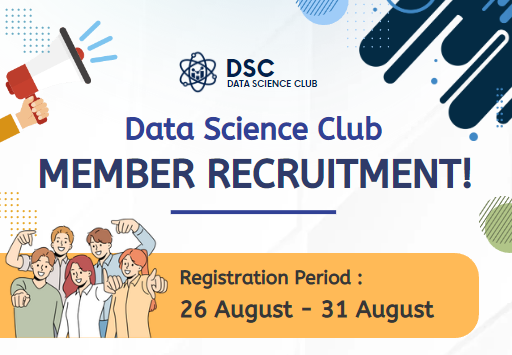 DSC
DATA SCIENCE CLUB
Data Science Club
MEMBER RECRUITMENT!
Registration Period :
26 August - 31 August